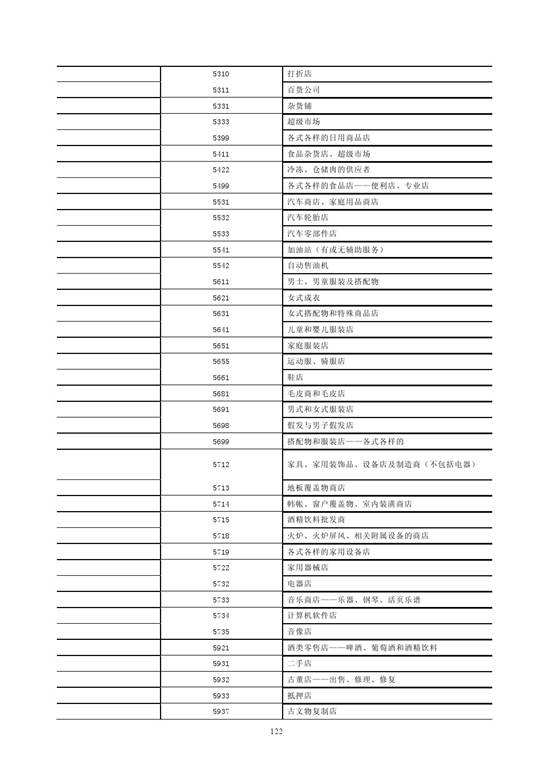 5310 打折店
5311 百货公司
5331 杂货铺
5333 超级市场
5399 各式各样的日用商品店
5411 食品杂货店、超级市场
5422 冷冻、仓储肉的供应者
5499 各式各样的食品店——便利店、专业店
5531 汽车商店、家庭用品商店
5532 汽车轮胎店
5533 汽车零部件店
5541 加油站（有或无辅助服务）
5542 自动售油机
5611 男士、男童服装及搭配物
5621 女式成衣
5631 女式搭配物和特殊商品店
5641 儿童和婴儿服装店
5651 家庭服装店
5655 运动服、骑服店
5661 鞋店
5681 毛皮商和毛皮店
5691 男式和女式服装店
5698 假发与男子假发店
5699 搭配物和服装店——各式各样的
5712 家具、家用装饰品、设备店及制造商（不包括电器）
5713 地板覆盖物商店
5714 帏帐、窗户覆盖物、室内装潢商店
5715 酒精饮料批发商
5718 火炉、火炉屏风、相关附属设备的商店
5719 各式各样的家用设备店
5722 家用器械店
5732 电器店
5733 音乐商店——乐器、钢琴、活页乐谱
5734 计算机软件店
5735 音像店
5921 酒类零售店——啤酒、葡萄酒和酒精饮料
5931 二手店
5932 古董店——出售、修理、修复
5933 抵押店
5937 古文物复制店
122